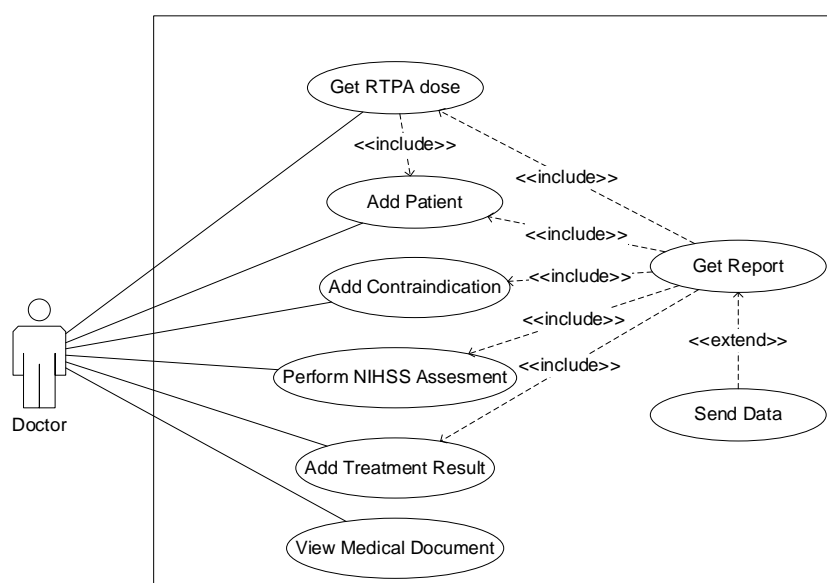 Get RTPA dose
<<include>>
<<include>>
Add Patient
<<include>>
Get Report
<<include>>
Add Contraindication
<<include>>
<<extend>>
<<include>>
Perform NIHSS Assesment
Send Data
Doctor
Add Treatment Result
View Medical Document